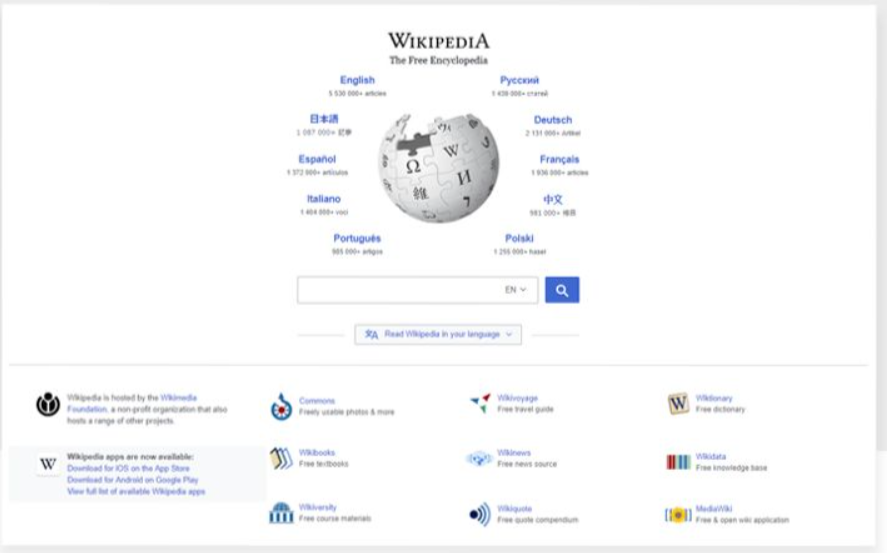 WIKIPEDIA
The Free Encyclopedia
English
5 530 000+ articles
Русский
1 439 000+ статей
日本語
1 087 000+ 記事
Deutsch
2 131 000+ Artikel
Español
1 372 000+ artículos
Français
1 936 000+ articles
Italiano
1 404 000+ voci
中文
981 000+ 條目
Português
985 000+ artigos
Polski
1 255 000+ haseł
Ω W И 維
EN
Read Wikipedia in your language
Wikipedia is hosted by the Wikimedia
Foundation, a non-profit organization that also
hosts a range of other projects.
W
Wikipedia apps are now available:
Download for iOS on the App Store
Download for Android on Google Play
View full list of available Wikipedia apps
Commons
Freely usable photos & more
Wikivoyage
Free travel guide
W
Wiktionary
Free dictionary
Wikibooks
Free textbooks
Wikinews
Free news source
Wikidata
Free knowledge base
Wikiversity
Free course materials
Wikiquote
Free quote compendium
MediaWiki
Free & open wiki application